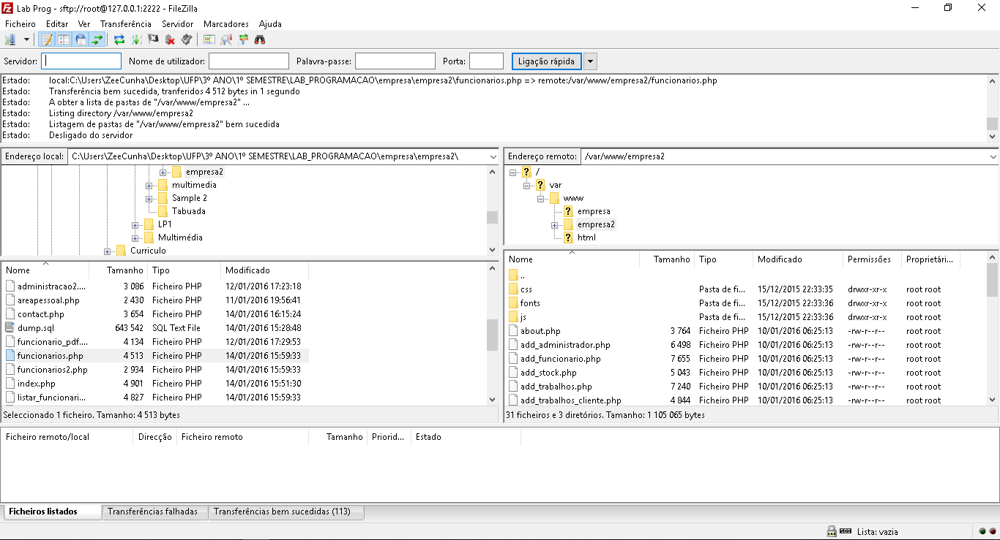 Lab Prog - sftp://root@127.0.0.1:2222 - FileZilla
Ficheiro Editar Ver Transferência Servidor Marcadores Ajuda
Servidor: Nome de utilizador: Palavra-passe: Porta: Ligação rápida
Estado: local:C:\Users\ZeeCunha\Desktop\UFP\3º ANO\1º SEMESTRE\LAB_PROGRAMACAO\empresa\empresa2\funcionarios.php => remote:/var/www/empresa2/funcionarios.php
Estado: Transferência bem sucedida, tranferidos 4 512 bytes in 1 segundo
Estado: A obter a lista de pastas de "/var/www/empresa2" ...
Estado: Listing directory /var/www/empresa2
Estado: Listagem de pastas de "/var/www/empresa2" bem sucedida
Estado: Desligado do servidor
Endereço local: C:\Users\ZeeCunha\Desktop\UFP\3º ANO\1º SEMESTRE\LAB_PROGRAMACAO\empresa\empresa2\
empresa2
multimedia
Sample 2
Tabuada
LP1
Multimédia
Curriculo
Nome Tamanho Tipo Modificado
administracao2.... 3 086 Ficheiro PHP 12/01/2016 17:23:18
areapessoal.php 2 430 Ficheiro PHP 11/01/2016 19:56:41
contact.php 3 654 Ficheiro PHP 14/01/2016 16:15:24
dump.sql 643 542 SQL Text File 14/01/2016 15:28:48
funcionario_pdf.... 4 134 Ficheiro PHP 12/01/2016 17:29:53
funcionarios.php 4 513 Ficheiro PHP 14/01/2016 15:59:33
funcionarios2.php 2 934 Ficheiro PHP 14/01/2016 15:59:33
index.php 4 901 Ficheiro PHP 14/01/2016 15:51:30
listar_funcionari... 4 827 Ficheiro PHP 14/01/2016 15:59:33
Seleccionado 1 ficheiro. Tamanho: 4 513 bytes
Endereço remoto: /var/www/empresa2
/
var
www
empresa
empresa2
html
Nome Tamanho Tipo Modificado Permissões Proprietári...
..
css Pasta de fi... 15/12/2015 22:33:35 drwxr-xr-x root root
fonts Pasta de fi... 15/12/2015 22:33:36 drwxr-xr-x root root
js Pasta de fi... 15/12/2015 22:33:36 drwxr-xr-x root root
about.php 3 764 Ficheiro PHP 10/01/2016 06:25:13 -rw-r--r-- root root
add_administrador.php 6 498 Ficheiro PHP 10/01/2016 06:25:13 -rw-r--r-- root root
add_funcionario.php 7 655 Ficheiro PHP 10/01/2016 06:25:13 -rw-r--r-- root root
add_stock.php 5 043 Ficheiro PHP 10/01/2016 06:25:13 -rw-r--r-- root root
add_trabalhos.php 7 240 Ficheiro PHP 10/01/2016 06:25:13 -rw-r--r-- root root
add_trabalhos_cliente.php 4 844 Ficheiro PHP 10/01/2016 06:25:13 -rw-r--r-- root root
31 ficheiros e 3 diretórios. Tamanho: 1 105 065 bytes
Ficheiro remoto/local Direcção Ficheiro remoto Tamanho Priorid... Estado
Ficheiros listados Transferências falhadas Transferências bem sucedidas (113)
Lista: vazia